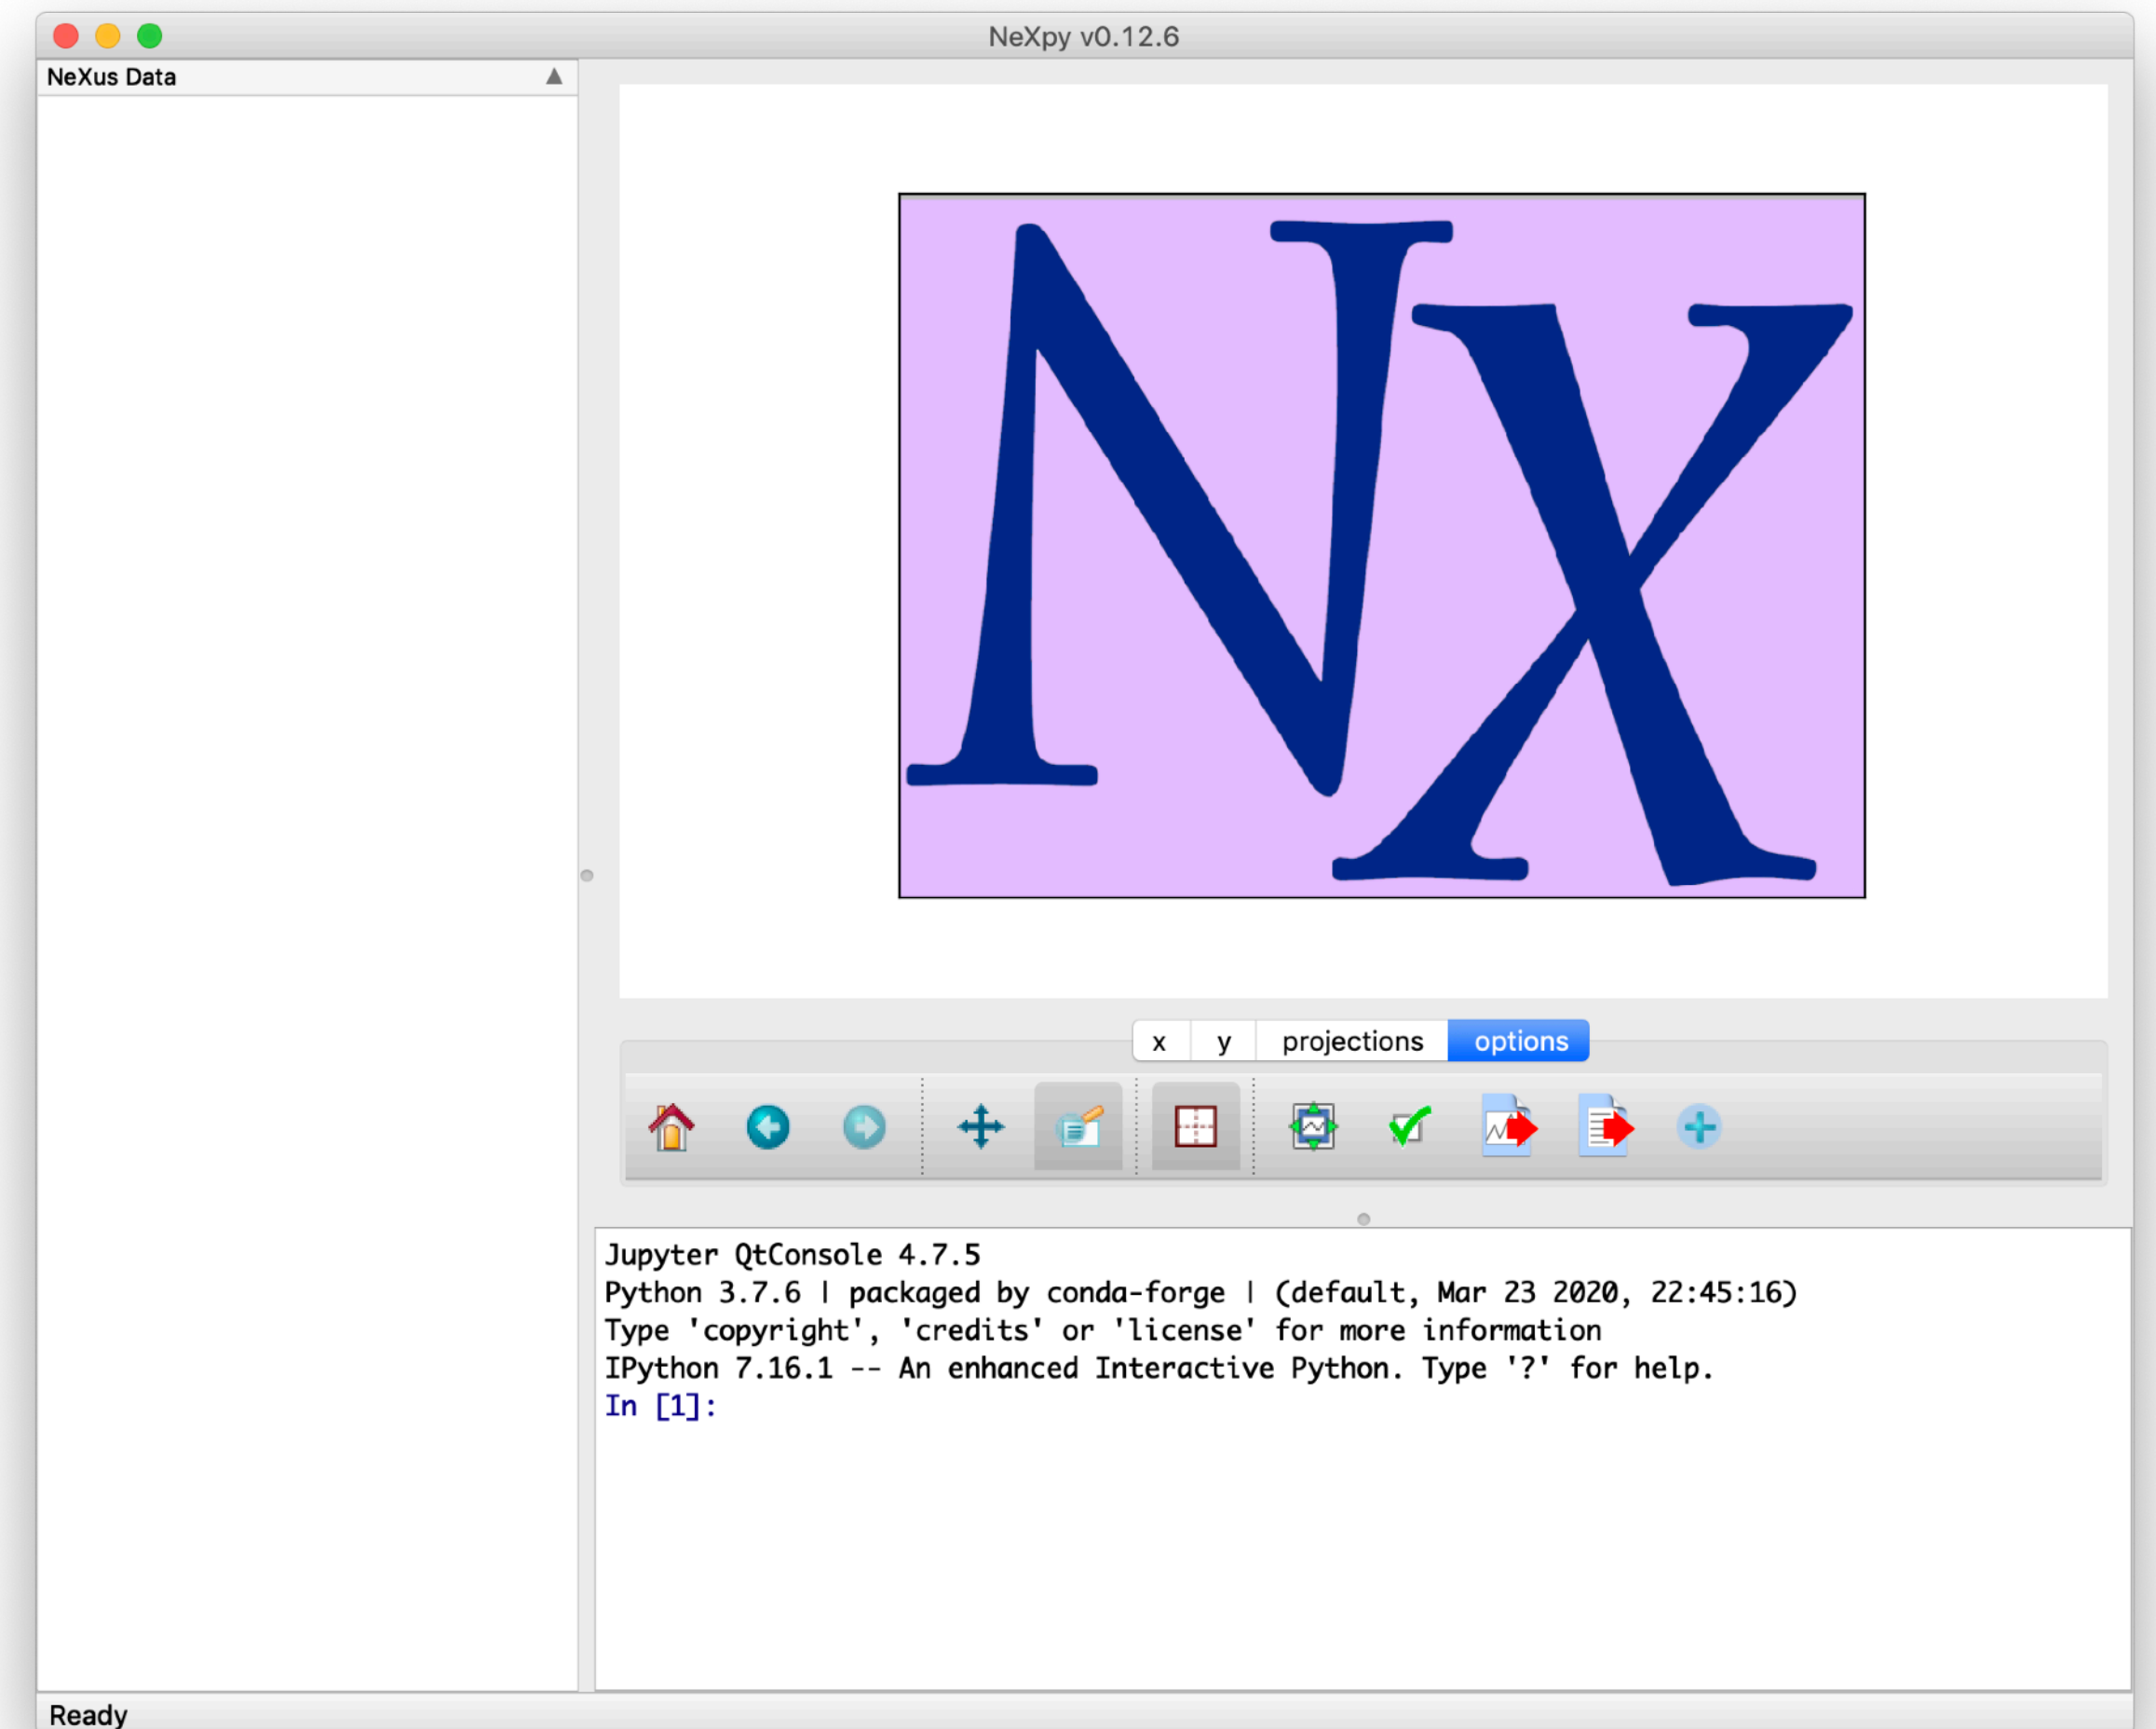 NeXpy v0.12.6
NeXus Data
NX
x y projections options
Jupyter QtConsole 4.7.5
Python 3.7.6 | packaged by conda-forge | (default, Mar 23 2020, 22:45:16)
Type 'copyright', 'credits' or 'license' for more information
IPython 7.16.1 -- An enhanced Interactive Python. Type '?' for help.
In [1]:
Ready